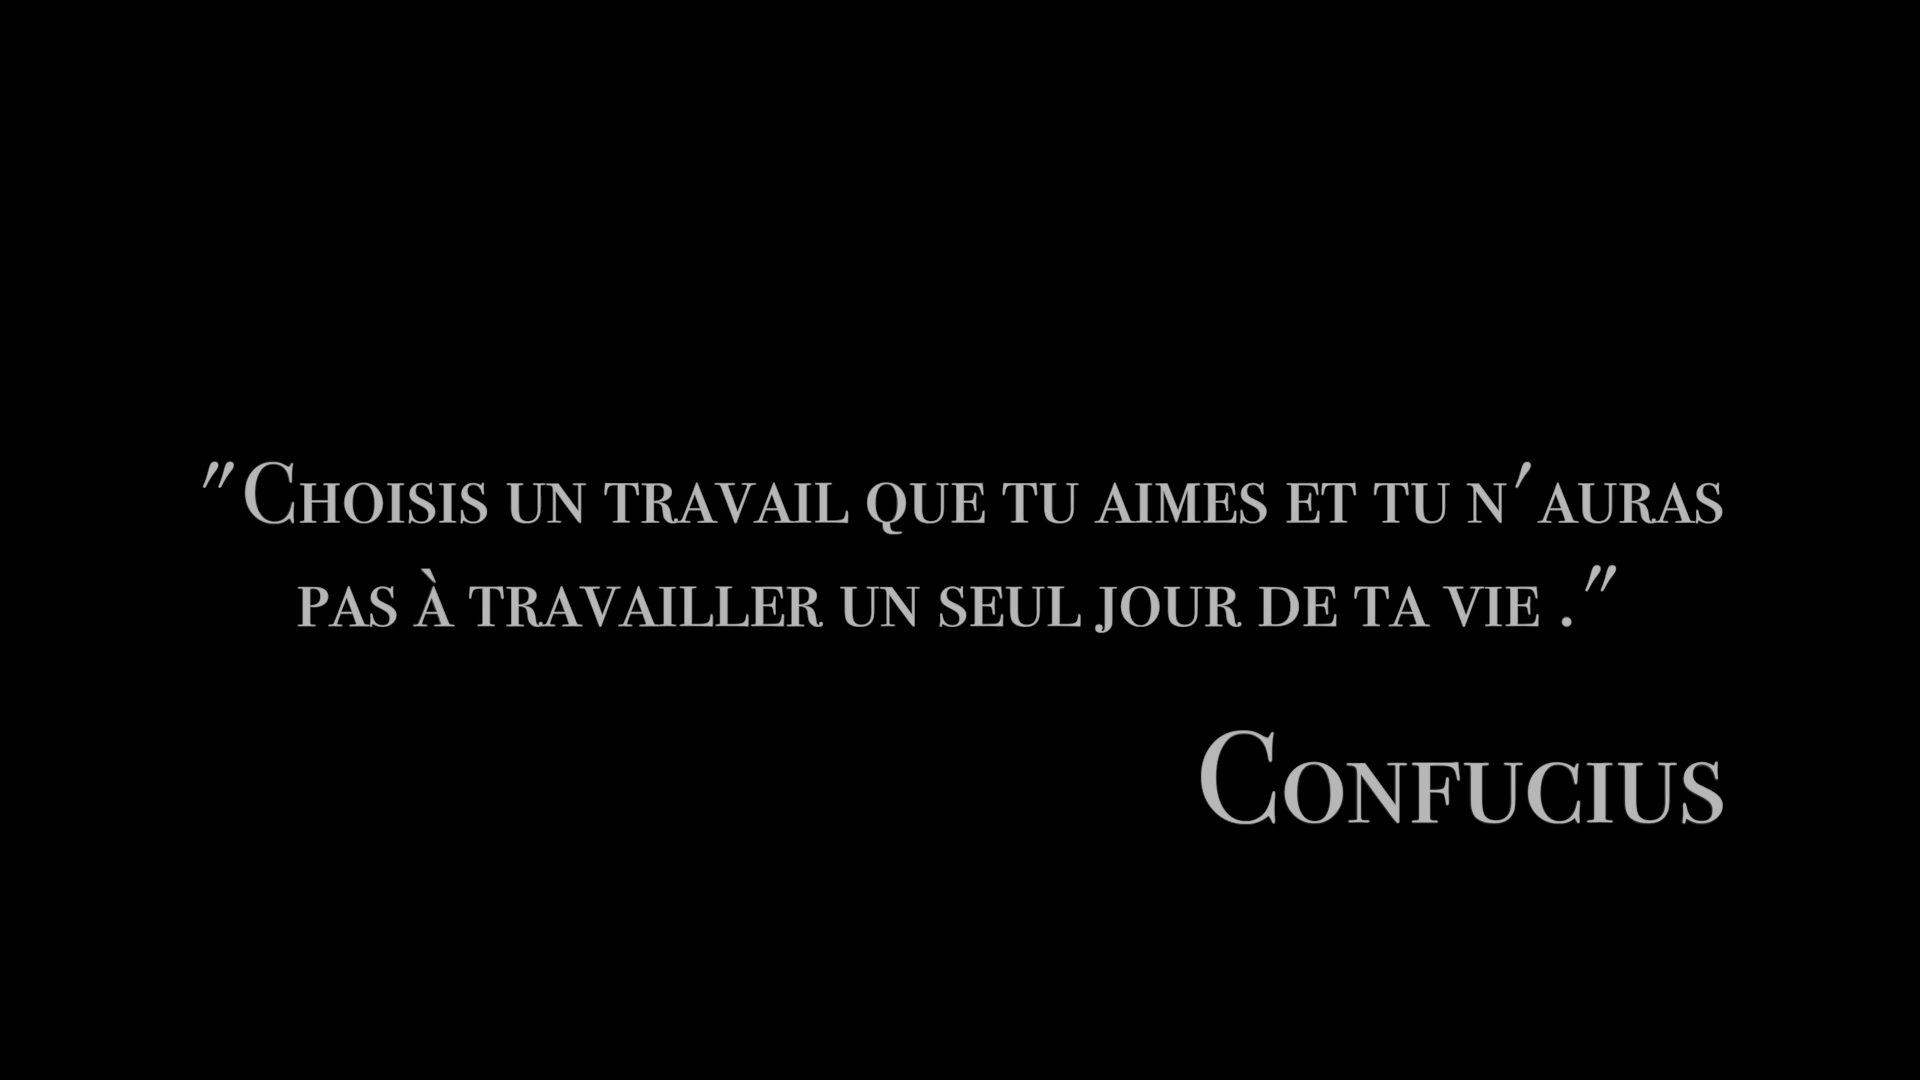 "Choisis un travail que tu aimes et tu n'auras
pas à travailler un seul jour de ta vie ."
Confucius